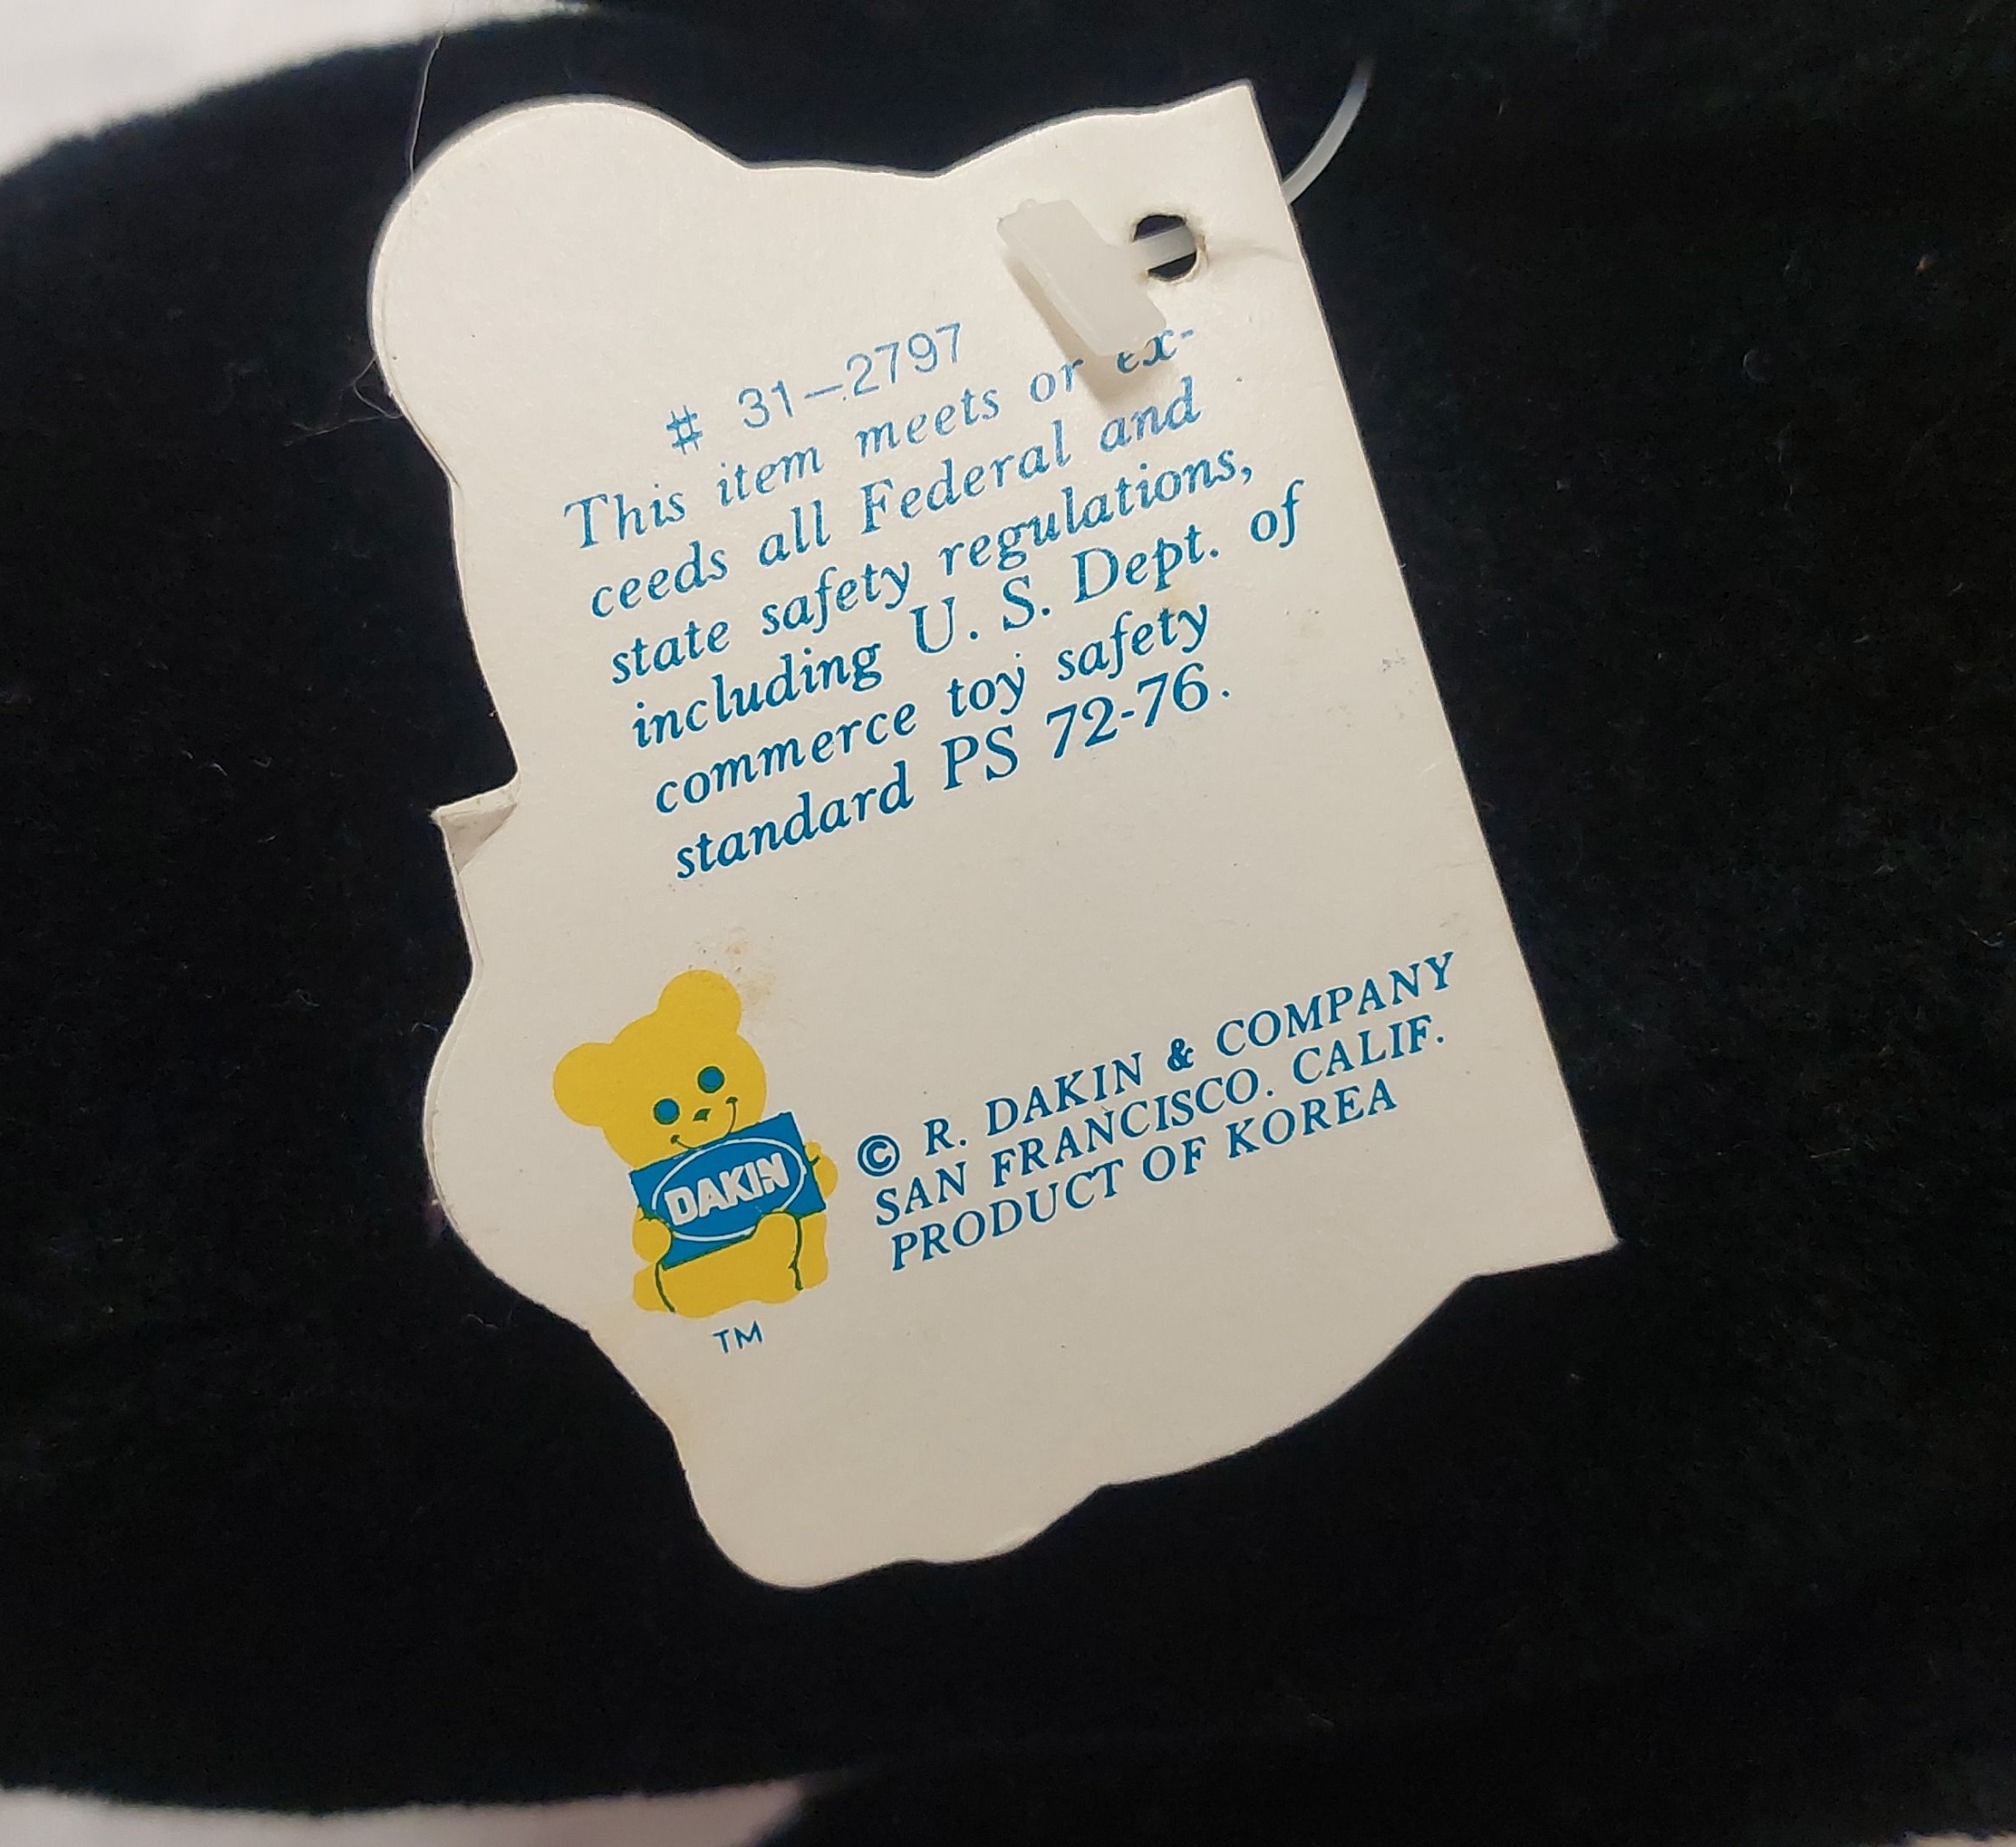 # 31-2797
This item meets or ex-
ceeds all Federal and
state safety regulations,
including U. S. Dept. of
commerce toy safety
standard PS 72-76.
DAKIN
TM
© R. DAKIN & COMPANY
SAN FRANCISCO. CALIF.
PRODUCT OF KOREA